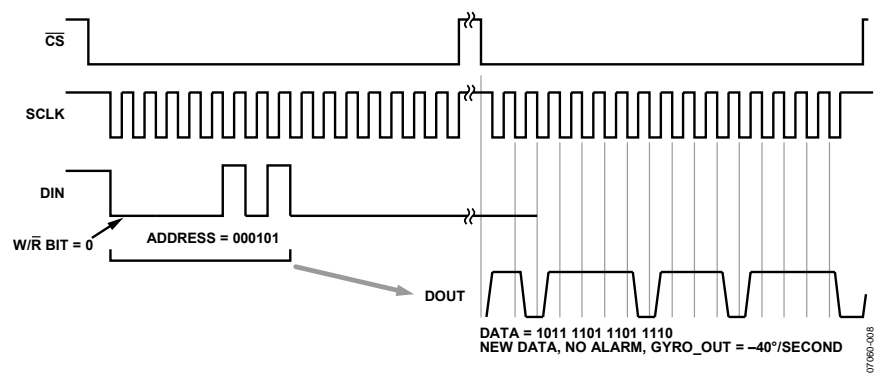 CS
SCLK
DIN
W/R BIT = 0
ADDRESS = 000101
DOUT
DATA = 1011 1101 1101 1110
NEW DATA, NO ALARM, GYRO_OUT = –40°/SECOND
07060-008